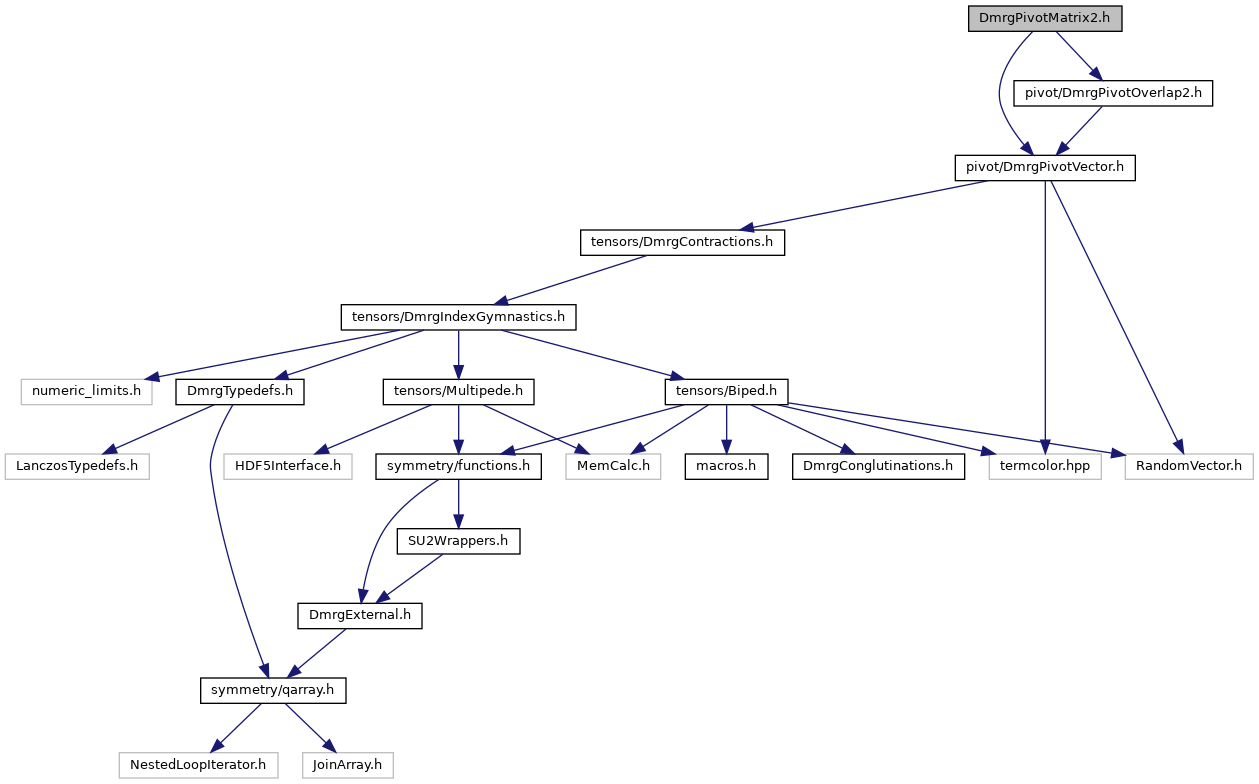 DmrgPivotMatrix2.h
pivot/DmrgPivotOverlap2.h
pivot/DmrgPivotVector.h
tensors/DmrgContractions.h
tensors/DmrgIndexGymnastics.h
numeric_limits.h
DmrgTypedefs.h
tensors/Multipede.h
tensors/Biped.h
LanczosTypedefs.h
HDF5Interface.h
symmetry/functions.h
MemCalc.h
macros.h
DmrgConglutinations.h
termcolor.hpp
RandomVector.h
SU2Wrappers.h
DmrgExternal.h
symmetry/qarray.h
NestedLoopIterator.h
JoinArray.h